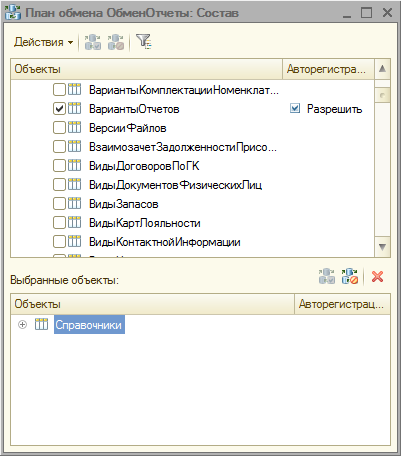 План обмена ОбменОтчеты: Состав
Действия
Объекты Авторегистра...
ВариантыКомплектацииНоменклат...
ВариантыОтчетов Разрешить
ВерсииФайлов
ВзаимозачетЗадолженностиПрисо...
ВидыДоговоровПоГК
ВидыДокументовФизическихЛиц
ВидыЗапасов
ВидыКартЛояльности
ВидыКонтактнойИнформации
Выбранные объекты:
Объекты Авторегистрац...
Справочники